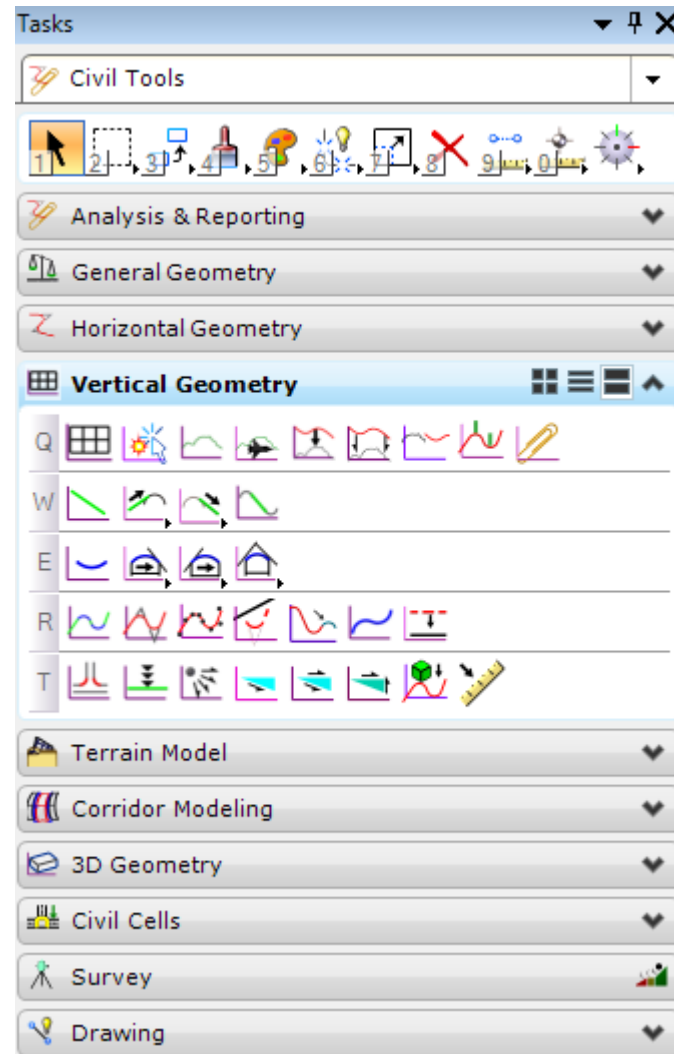 Tasks
Civil Tools
1 2 3 4 5 6 7 8 9 0
Analysis & Reporting
General Geometry
Horizontal Geometry
Vertical Geometry
Q
W
E
R
T
Terrain Model
Corridor Modeling
3D Geometry
Civil Cells
Survey
Drawing